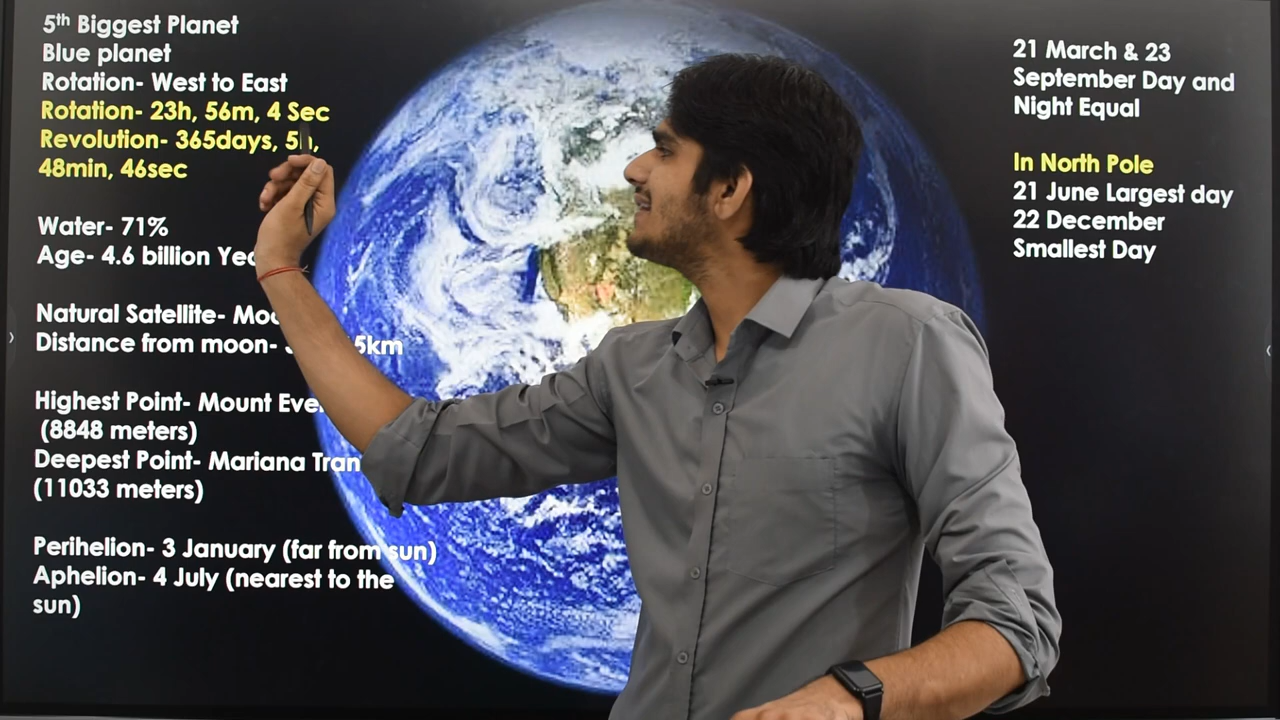 5th Biggest Planet
Blue planet
Rotation- West to East
Rotation- 23h, 56m, 4 Sec
Revolution- 365days, 5h,
48min, 46sec
Water- 71%
Age- 4.6 billion
Natural Satellite-
Distance from moon- 5km
Highest Point- Mount
(8848 meters)
Deepest Point- Mariana Tran
(11033 meters)
Perihelion- 3 January (far from sun)
Aphelion- 4 July (nearest to the
sun)
21 March & 23
September Day and
Night Equal
In North Pole
21 June Largest day
22 December
Smallest Day